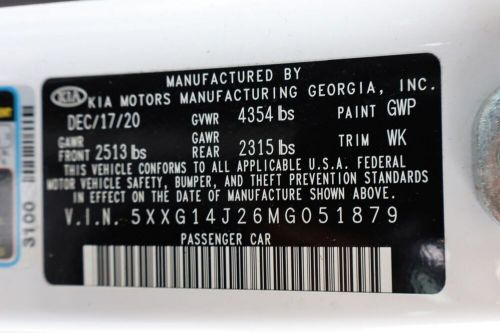 MANUFACTURED BY
KIA KIA MOTORS MANUFACTURING GEORGIA, INC.
DEC/17/20 GVWR 4354 lbs PAINT GWP
GAWR GAWR
FRONT 2513 lbs REAR 2315 lbs TRIM WK
THIS VEHICLE CONFORMS TO ALL APPLICABLE U.S.A. FEDERAL
MOTOR VEHICLE SAFETY, BUMPER, AND THEFT PREVENTION STANDARDS
IN EFFECT ON THE DATE OF MANUFACTURE SHOWN ABOVE.
V.I.N. 5XXG14J26MG051879
PASSENGER CAR
3100